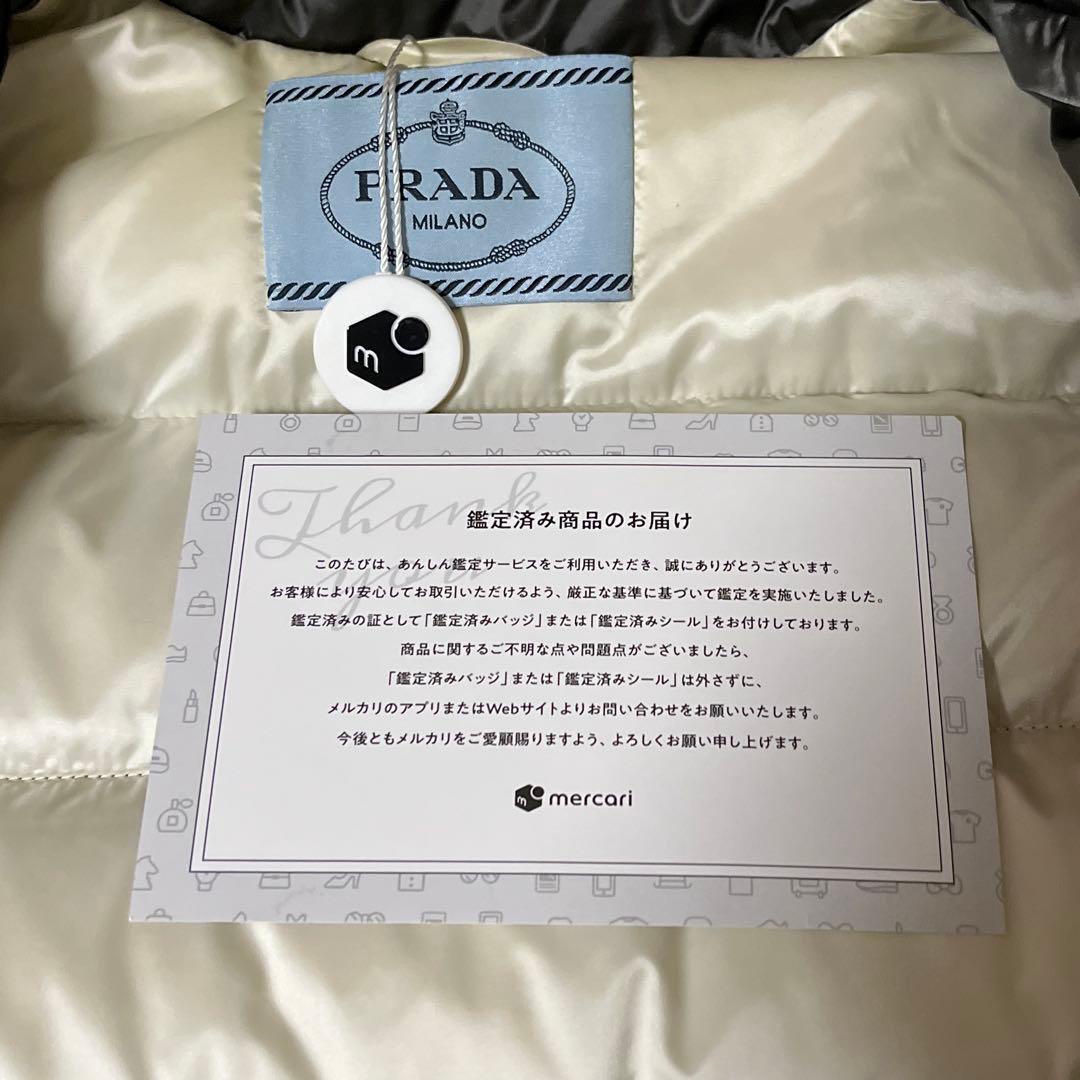 PRADA
MILANO
m
Thank you
鑑定済み商品のお届け
このたびは、あんしん鑑定サービスをご利用いただき、誠にありがとうございます。
お客様により安心してお取引いただけるよう、厳正な基準に基づいて鑑定を実施いたしました。
鑑定済みの証として「鑑定済みバッジ」または「鑑定済みシール」をお付けしております。
商品に関するご不明な点や問題点がございましたら、
「鑑定済みバッジ」または「鑑定済みシール」は外さずに、
メルカリのアプリまたはWebサイトよりお問い合わせをお願いいたします。
今後ともメルカリをご愛顧賜りますよう、よろしくお願い申し上げます。
m mercari